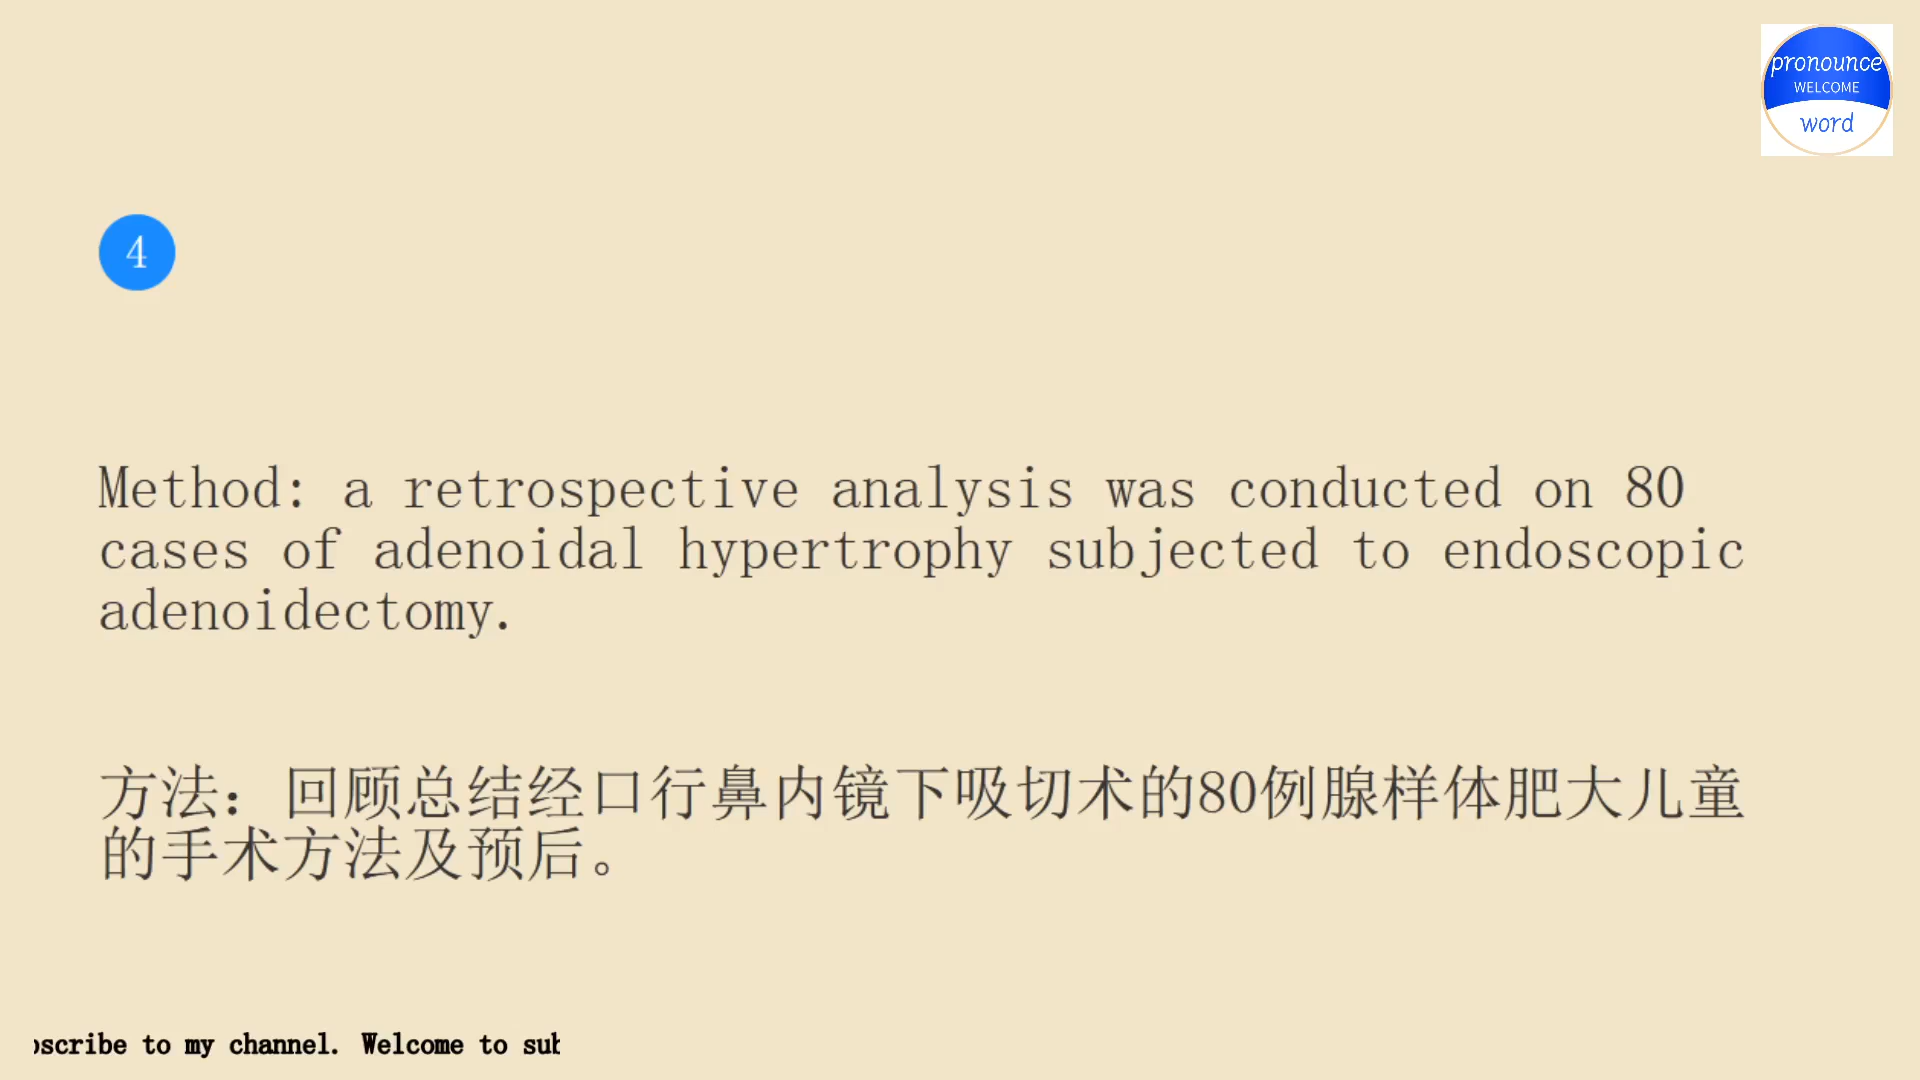 pronounce
WELCOME
word
4
Method: a retrospective analysis was conducted on 80
cases of adenoidal hypertrophy subjected to endoscopic
adenoidectomy.
方法：回顾总结经口行鼻内镜下吸切术的80例腺样体肥大儿童
的手术方法及预后。
bscribe to my channel. Welcome to sub